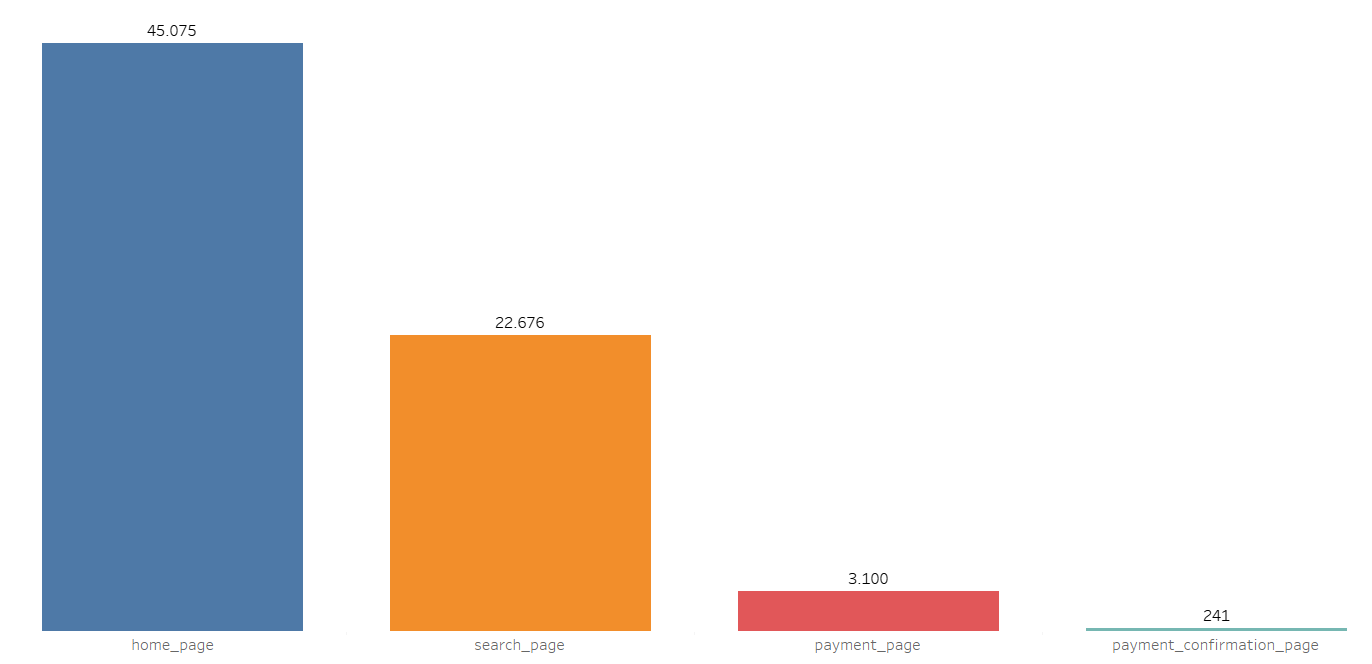 45.075
22.676
3.100
241
home_page
search_page
payment_page
payment_confirmation_page